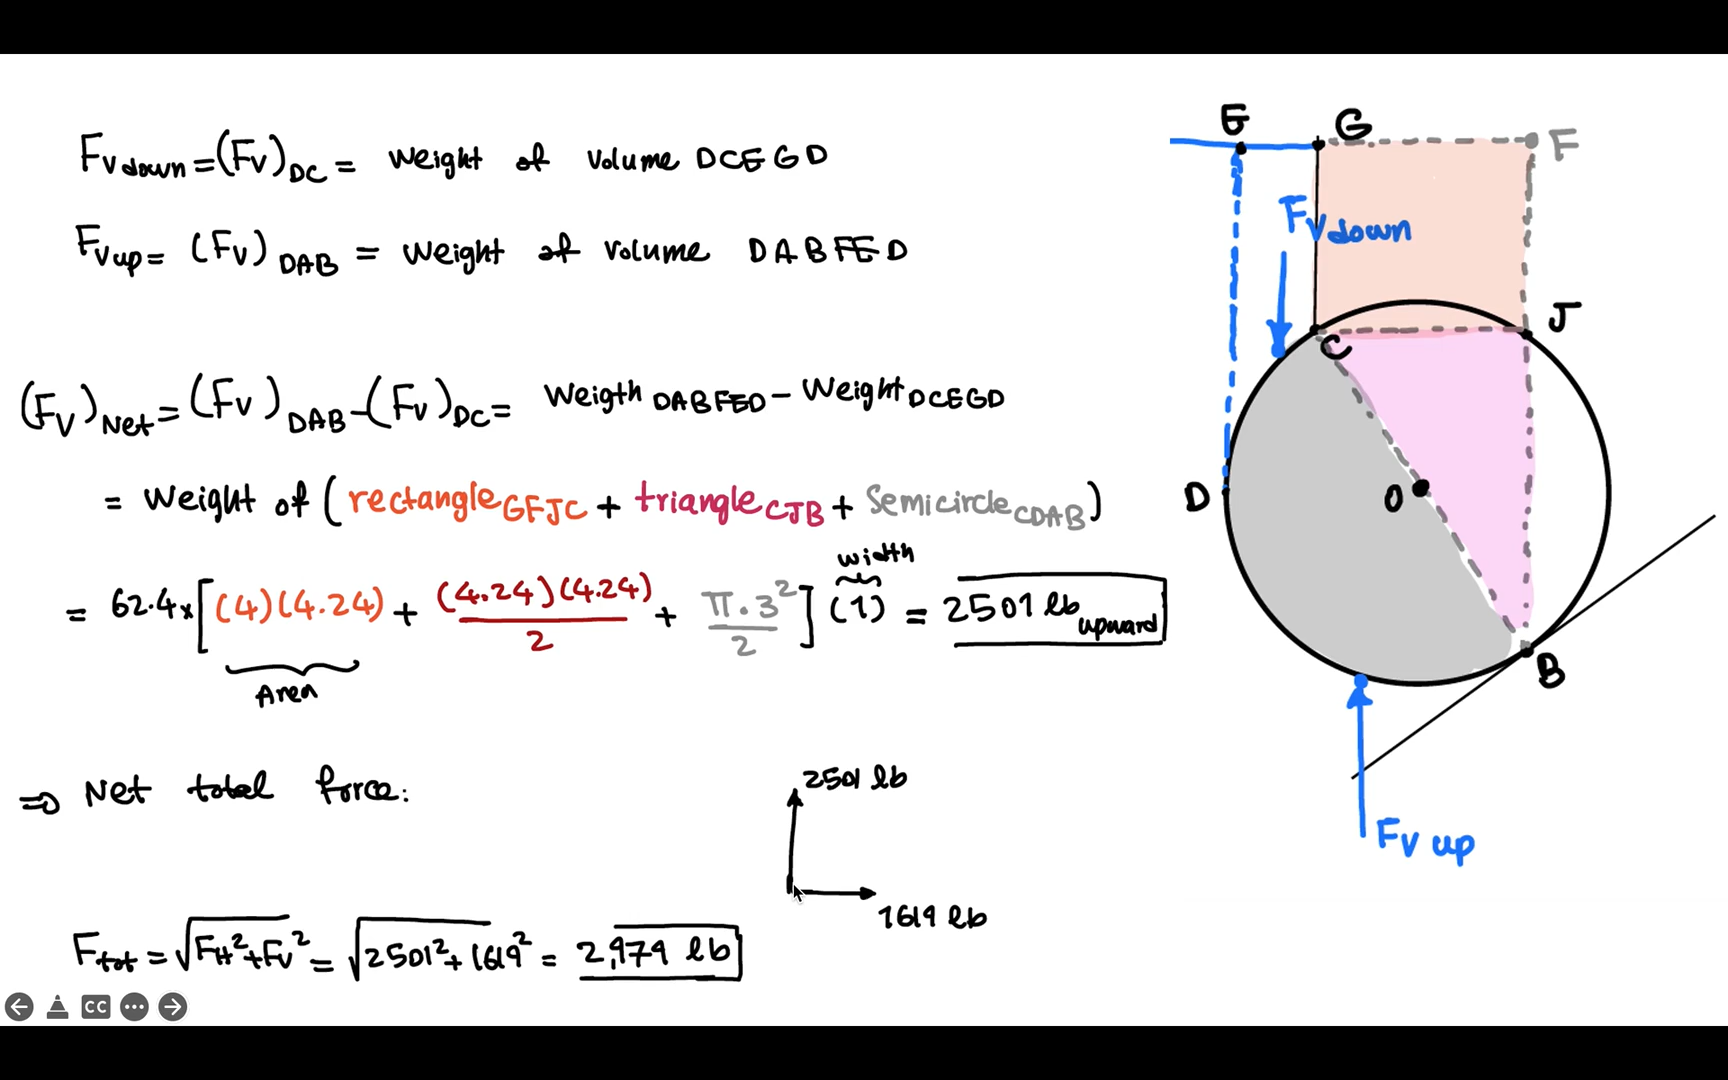 Fv down = (Fv)DC = weight of volume DCEGD
Fv up = (Fv)DAB = weight of volume DABFED
(Fv)Net = (Fv)DAB - (Fv)DC = Weigth DABFED - Weight DCEGD
= weight of (rectangle GFJC + triangle CJB + Semicircle CDAB)
width
= 62.4 x [(4)(4.24) + (4.24)(4.24)/2 + π·3²/2] (1) = 2501 lb upward
Area
⇒ Net total force:
2501 lb
1619 lb
Ftot = √FH²+Fv² = √2501²+1619² = 2,979 lb
E G F
Fv down
C J
D O
B
Fv up
CC